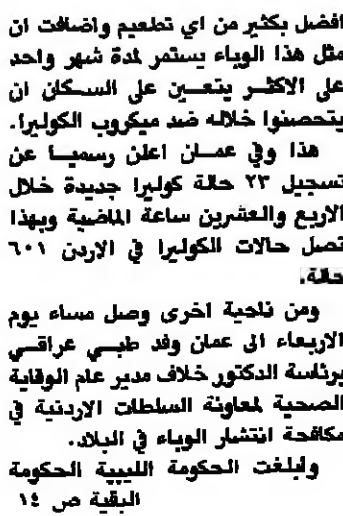 افضل بكثير من اي تطعيم واضافت ان
مثل هذا الوباء يستمر لمدة شهر واحد
على الاكثر يتعين على السكان ان
يتحصنوا خلاله ضد ميكروب الكوليرا.
هذا وفي عمان اعلن رسميا عن
تسجيل ٢٣ حالة كوليرا جديدة خلال
الاربع والعشرين ساعة الماضية وبهذا
تصل حالات الكوليرا في الاردن ٦٠١
حالة.
ومن ناحية اخرى وصل مساء يوم
الاربعاء الى عمان وفد طبي عراقي
برئاسة الدكتور خلاف مدير عام الوقاية
الصحية لمعاونة السلطات الاردنية في
مكافحة انتشار الوباء في البلاد.
وابلغت الحكومة الليبية الحكومة
البقية ص ١٤